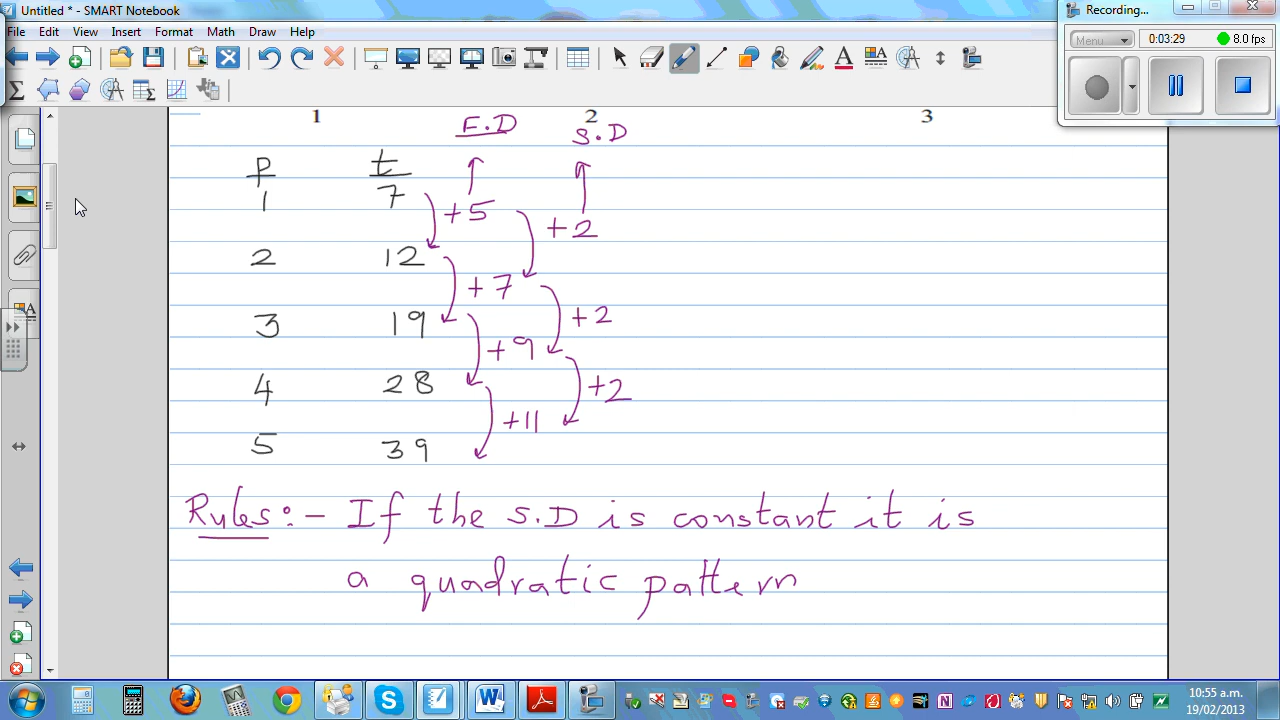 Untitled * - SMART Notebook
Recording...
File Edit View Insert Format Math Draw Help
Menu 00:03:29 8.0 fps
1 2 3
F.D S.D
P t
1 7 +5 +2
2 12
+7 +2
3 19
+9
4 28 +2
+11
5 39
Rules:- If the S.D is constant it is
a quadratic pattern
10:55 a.m.
19/02/2013